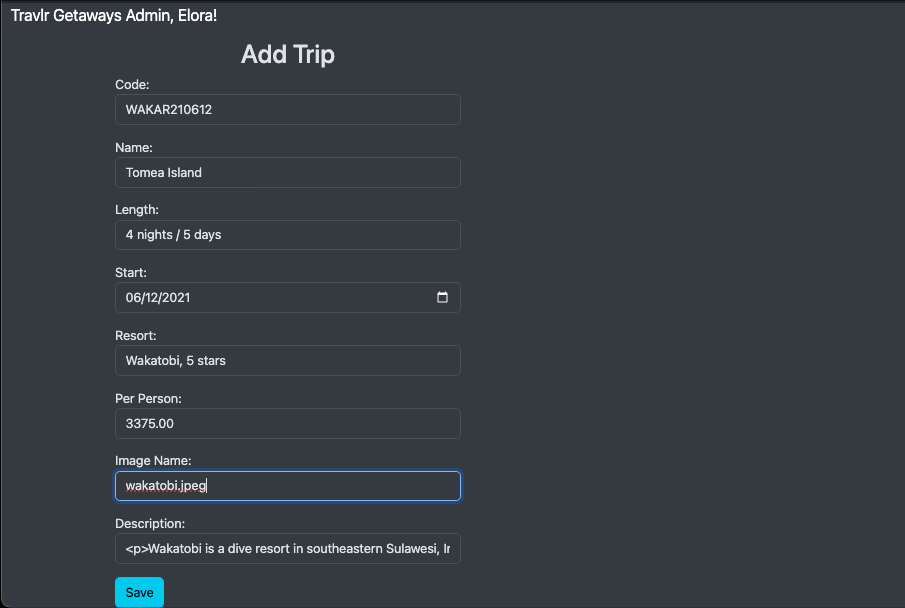 Travlr Getaways Admin, Elora!
Add Trip
Code:
WAKAR210612
Name:
Tomea Island
Length:
4 nights / 5 days
Start:
06/12/2021
Resort:
Wakatobi, 5 stars
Per Person:
3375.00
Image Name:
wakatobi.jpeg
Description:
<p>Wakatobi is a dive resort in southeastern Sulawesi,
Save